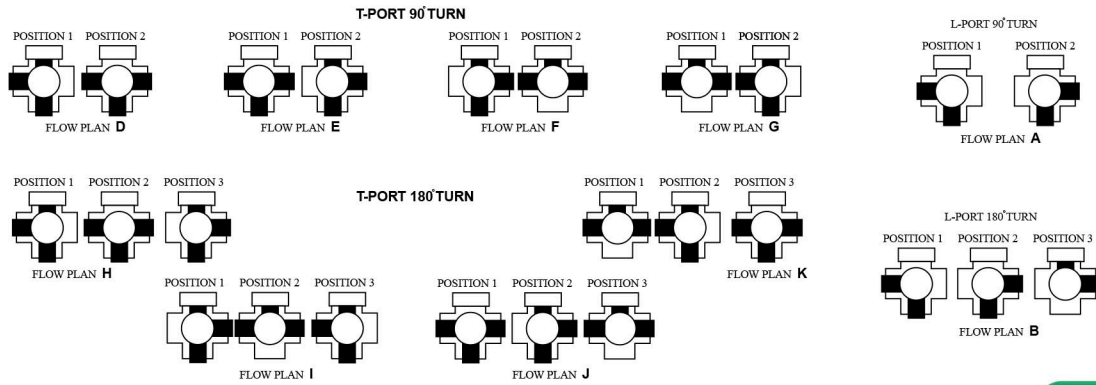 T-PORT 90°TURN
POSITION 1 POSITION 2
FLOW PLAN D
POSITION 1 POSITION 2
FLOW PLAN E
POSITION 1 POSITION 2
FLOW PLAN F
POSITION 1 POSITION 2
FLOW PLAN G
L-PORT 90°TURN
POSITION 1 POSITION 2
FLOW PLAN A
T-PORT 180°TURN
POSITION 1 POSITION 2 POSITION 3
FLOW PLAN H
POSITION 1 POSITION 2 POSITION 3
FLOW PLAN K
POSITION 1 POSITION 2 POSITION 3
FLOW PLAN I
POSITION 1 POSITION 2 POSITION 3
FLOW PLAN J
L-PORT 180°TURN
POSITION 1 POSITION 2 POSITION 3
FLOW PLAN B